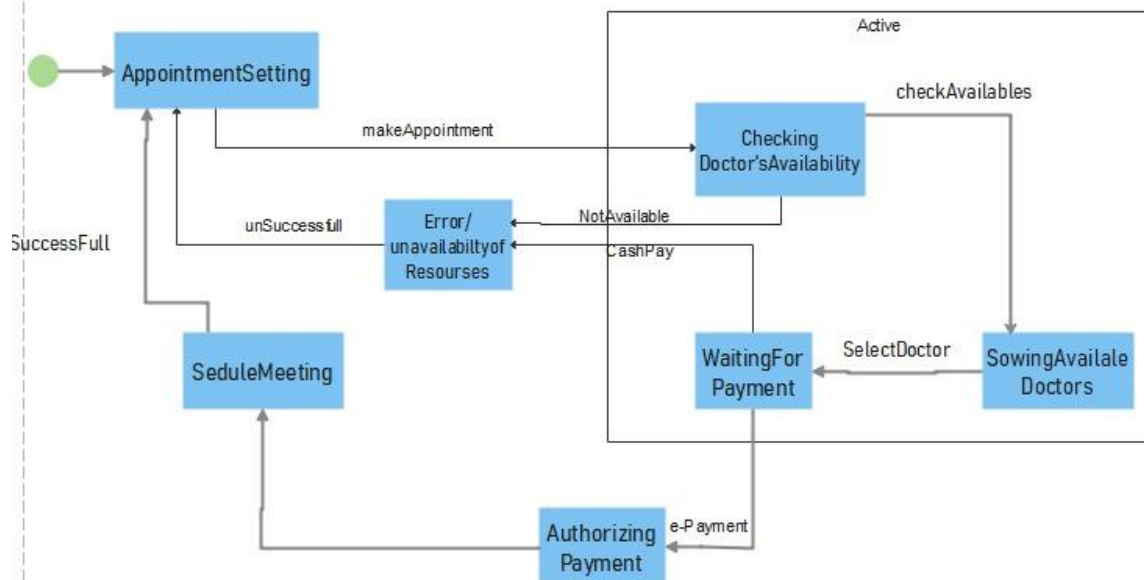 Active
AppointmentSetting
checkAvailables
makeAppointment
Checking
Doctor'sAvailability
NotAvailable
unSuccessfull
Error/
unavailabiltyof
Resourses
SuccessFull
CashPay
SeduleMeeting
WaitingFor
Payment
SelectDoctor
SowingAvailale
Doctors
e-Payment
Authorizing
Payment